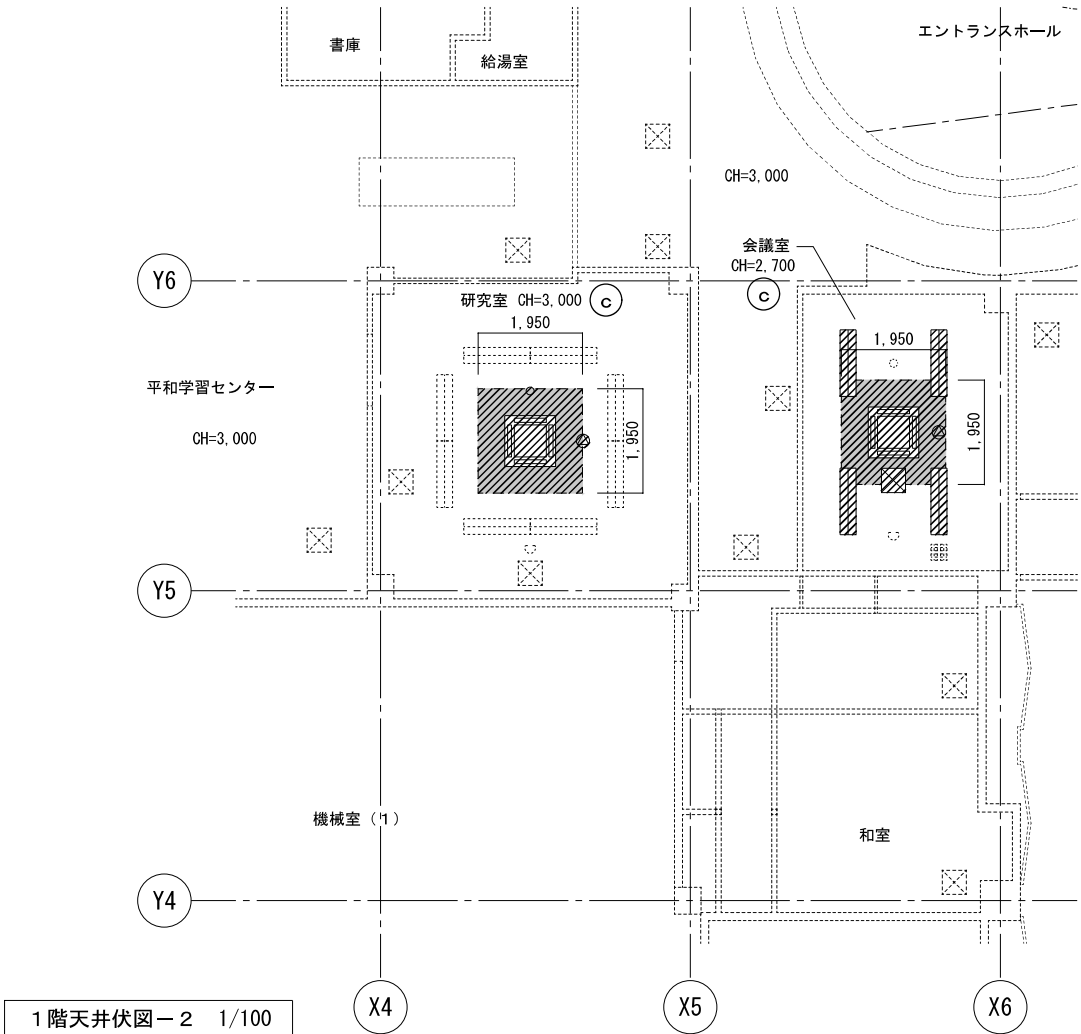 書庫
給湯室
エントランスホール
CH=3,000
会議室
CH=2,700
Y6
研究室 CH=3,000
c
c
1,950
1,950
平和学習センター
CH=3,000
1,950
1,950
Y5
機械室（1）
和室
Y4
X4
X5
X6
1階天井伏図－2 1/100